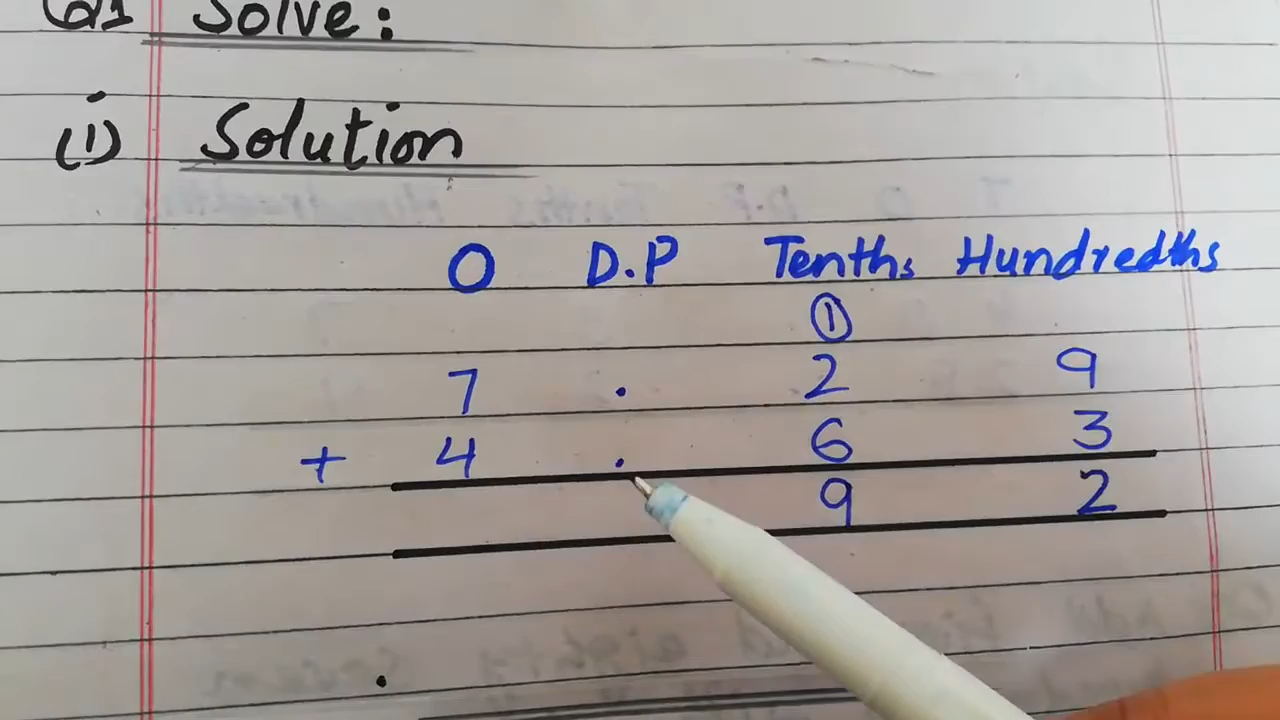 Q1 Solve:
(i) Solution
O D.P Tenths Hundredths
①
7 . 2 9
+ 4 . 6 3
9 2